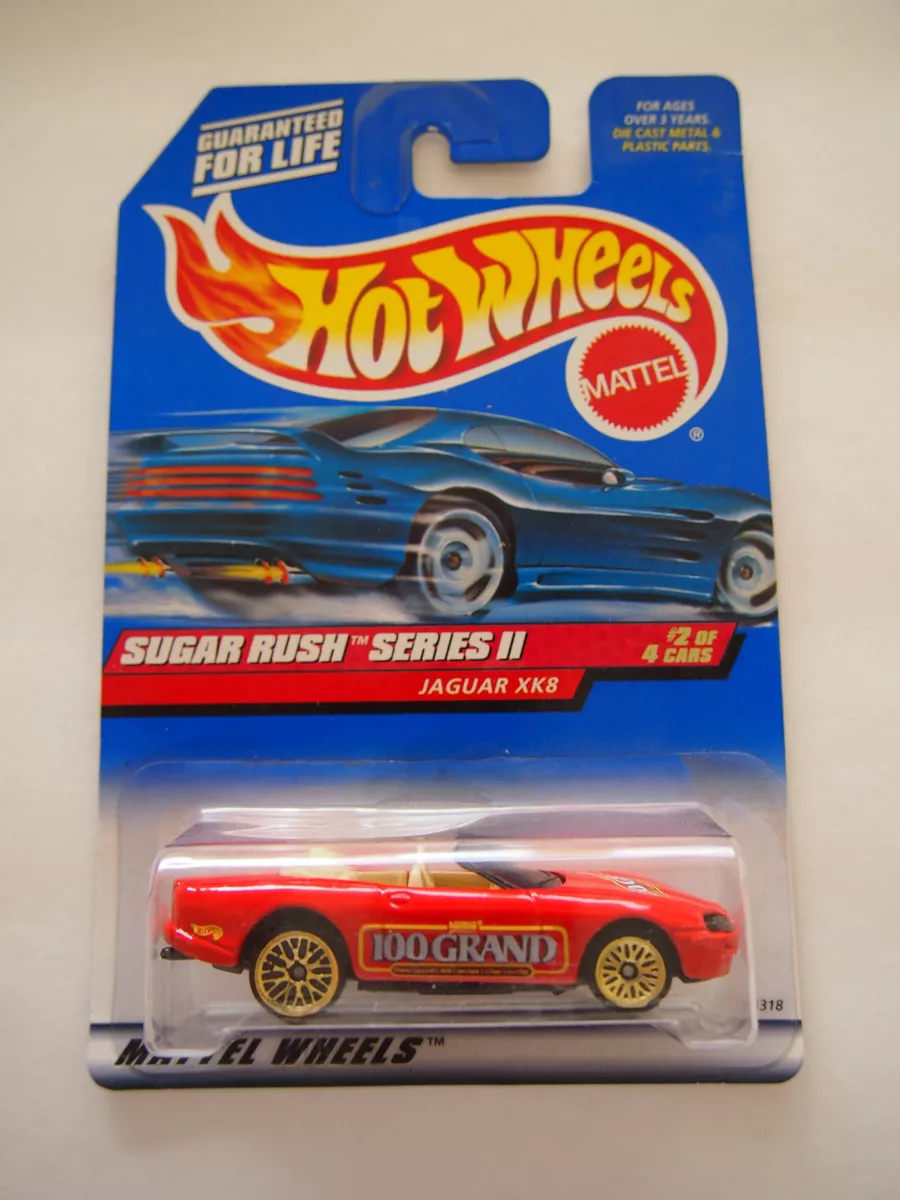 GUARANTEED
FOR LIFE
FOR AGES
OVER 3 YEARS.
DIE CAST METAL &
PLASTIC PARTS.
HOT WHEELS
MATTEL
®
SUGAR RUSH™ SERIES II
#2 OF
4 CARS
JAGUAR XK8
100 GRAND
318
MATTEL WHEELS™